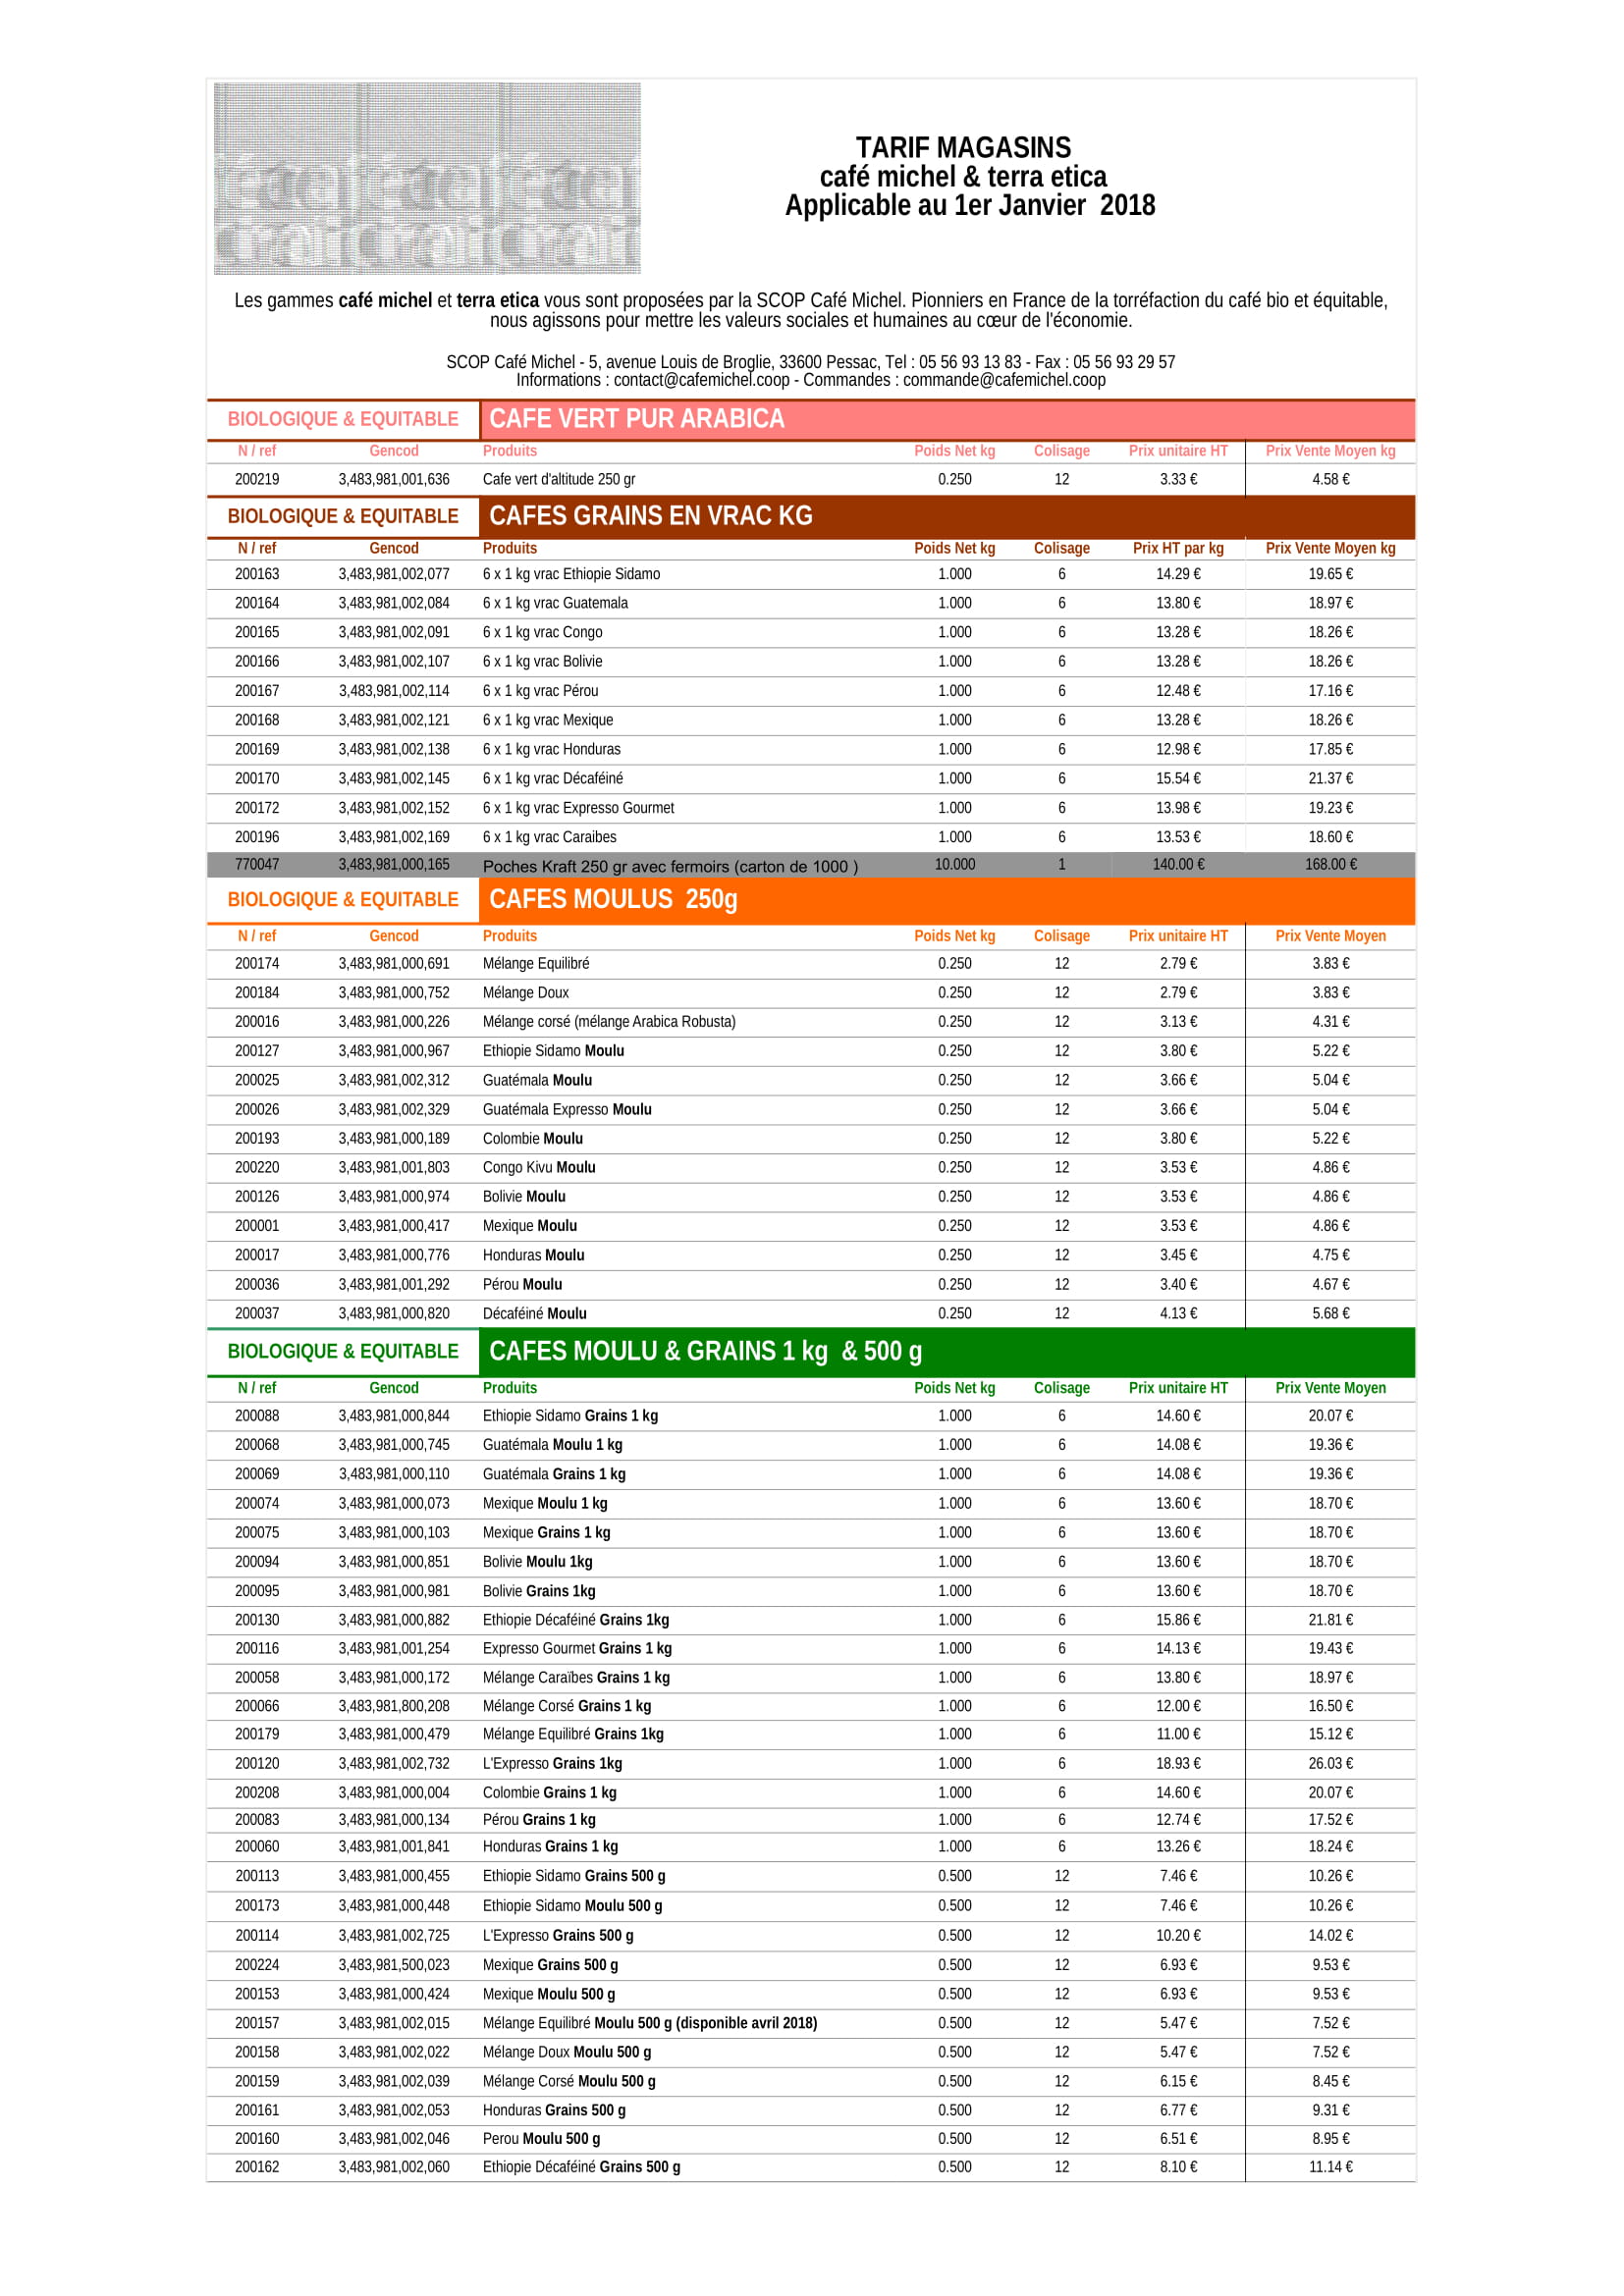 TARIF MAGASINS
café michel & terra etica
Applicable au 1er Janvier 2018
Les gammes café michel et terra etica vous sont proposées par la SCOP Café Michel. Pionniers en France de la torréfaction du café bio et équitable,
nous agissons pour mettre les valeurs sociales et humaines au cœur de l'économie.
SCOP Café Michel - 5, avenue Louis de Broglie, 33600 Pessac, Tel : 05 56 93 13 83 - Fax : 05 56 93 29 57
Informations : contact@cafemichel.coop - Commandes : commande@cafemichel.coop
BIOLOGIQUE & EQUITABLE CAFE VERT PUR ARABICA
N / ref Gencod Produits Poids Net kg Colisage Prix unitaire HT Prix Vente Moyen kg
200219 3,483,981,001,636 Cafe vert d'altitude 250 gr 0.250 12 3.33 € 4.58 €
BIOLOGIQUE & EQUITABLE CAFES GRAINS EN VRAC KG
N / ref Gencod Produits Poids Net kg Colisage Prix HT par kg Prix Vente Moyen kg
200163 3,483,981,002,077 6 x 1 kg vrac Ethiopie Sidamo 1.000 6 14.29 € 19.65 €
200164 3,483,981,002,084 6 x 1 kg vrac Guatemala 1.000 6 13.80 € 18.97 €
200165 3,483,981,002,091 6 x 1 kg vrac Congo 1.000 6 13.28 € 18.26 €
200166 3,483,981,002,107 6 x 1 kg vrac Bolivie 1.000 6 13.28 € 18.26 €
200167 3,483,981,002,114 6 x 1 kg vrac Pérou 1.000 6 12.48 € 17.16 €
200168 3,483,981,002,121 6 x 1 kg vrac Mexique 1.000 6 13.28 € 18.26 €
200169 3,483,981,002,138 6 x 1 kg vrac Honduras 1.000 6 12.98 € 17.85 €
200170 3,483,981,002,145 6 x 1 kg vrac Décaféiné 1.000 6 15.54 € 21.37 €
200172 3,483,981,002,152 6 x 1 kg vrac Expresso Gourmet 1.000 6 13.98 € 19.23 €
200196 3,483,981,002,169 6 x 1 kg vrac Caraibes 1.000 6 13.53 € 18.60 €
770047 3,483,981,000,165 Poches Kraft 250 gr avec fermoirs (carton de 1000 ) 10.000 1 140.00 € 168.00 €
BIOLOGIQUE & EQUITABLE CAFES MOULUS 250g
N / ref Gencod Produits Poids Net kg Colisage Prix unitaire HT Prix Vente Moyen
200174 3,483,981,000,691 Mélange Equilibré 0.250 12 2.79 € 3.83 €
200184 3,483,981,000,752 Mélange Doux 0.250 12 2.79 € 3.83 €
200016 3,483,981,000,226 Mélange corsé (mélange Arabica Robusta) 0.250 12 3.13 € 4.31 €
200127 3,483,981,000,967 Ethiopie Sidamo Moulu 0.250 12 3.80 € 5.22 €
200025 3,483,981,002,312 Guatémala Moulu 0.250 12 3.66 € 5.04 €
200026 3,483,981,002,329 Guatémala Expresso Moulu 0.250 12 3.66 € 5.04 €
200193 3,483,981,000,189 Colombie Moulu 0.250 12 3.80 € 5.22 €
200220 3,483,981,001,803 Congo Kivu Moulu 0.250 12 3.53 € 4.86 €
200126 3,483,981,000,974 Bolivie Moulu 0.250 12 3.53 € 4.86 €
200001 3,483,981,000,417 Mexique Moulu 0.250 12 3.53 € 4.86 €
200017 3,483,981,000,776 Honduras Moulu 0.250 12 3.45 € 4.75 €
200036 3,483,981,001,292 Pérou Moulu 0.250 12 3.40 € 4.67 €
200037 3,483,981,000,820 Décaféiné Moulu 0.250 12 4.13 € 5.68 €
BIOLOGIQUE & EQUITABLE CAFES MOULU & GRAINS 1 kg & 500 g
N / ref Gencod Produits Poids Net kg Colisage Prix unitaire HT Prix Vente Moyen
200088 3,483,981,000,844 Ethiopie Sidamo Grains 1 kg 1.000 6 14.60 € 20.07 €
200068 3,483,981,000,745 Guatémala Moulu 1 kg 1.000 6 14.08 € 19.36 €
200069 3,483,981,000,110 Guatémala Grains 1 kg 1.000 6 14.08 € 19.36 €
200074 3,483,981,000,073 Mexique Moulu 1 kg 1.000 6 13.60 € 18.70 €
200075 3,483,981,000,103 Mexique Grains 1 kg 1.000 6 13.60 € 18.70 €
200094 3,483,981,000,851 Bolivie Moulu 1kg 1.000 6 13.60 € 18.70 €
200095 3,483,981,000,981 Bolivie Grains 1kg 1.000 6 13.60 € 18.70 €
200130 3,483,981,000,882 Ethiopie Décaféiné Grains 1kg 1.000 6 15.86 € 21.81 €
200116 3,483,981,001,254 Expresso Gourmet Grains 1 kg 1.000 6 14.13 € 19.43 €
200058 3,483,981,000,172 Mélange Caraïbes Grains 1 kg 1.000 6 13.80 € 18.97 €
200066 3,483,981,800,208 Mélange Corsé Grains 1 kg 1.000 6 12.00 € 16.50 €
200179 3,483,981,000,479 Mélange Equilibré Grains 1kg 1.000 6 11.00 € 15.12 €
200120 3,483,981,002,732 L'Expresso Grains 1kg 1.000 6 18.93 € 26.03 €
200208 3,483,981,000,004 Colombie Grains 1 kg 1.000 6 14.60 € 20.07 €
200083 3,483,981,000,134 Pérou Grains 1 kg 1.000 6 12.74 € 17.52 €
200060 3,483,981,001,841 Honduras Grains 1 kg 1.000 6 13.26 € 18.24 €
200113 3,483,981,000,455 Ethiopie Sidamo Grains 500 g 0.500 12 7.46 € 10.26 €
200173 3,483,981,000,448 Ethiopie Sidamo Moulu 500 g 0.500 12 7.46 € 10.26 €
200114 3,483,981,002,725 L'Expresso Grains 500 g 0.500 12 10.20 € 14.02 €
200224 3,483,981,500,023 Mexique Grains 500 g 0.500 12 6.93 € 9.53 €
200153 3,483,981,000,424 Mexique Moulu 500 g 0.500 12 6.93 € 9.53 €
200157 3,483,981,002,015 Mélange Equilibré Moulu 500 g (disponible avril 2018) 0.500 12 5.47 € 7.52 €
200158 3,483,981,002,022 Mélange Doux Moulu 500 g 0.500 12 5.47 € 7.52 €
200159 3,483,981,002,039 Mélange Corsé Moulu 500 g 0.500 12 6.15 € 8.45 €
200161 3,483,981,002,053 Honduras Grains 500 g 0.500 12 6.77 € 9.31 €
200160 3,483,981,002,046 Perou Moulu 500 g 0.500 12 6.51 € 8.95 €
200162 3,483,981,002,060 Ethiopie Décaféiné Grains 500 g 0.500 12 8.10 € 11.14 €